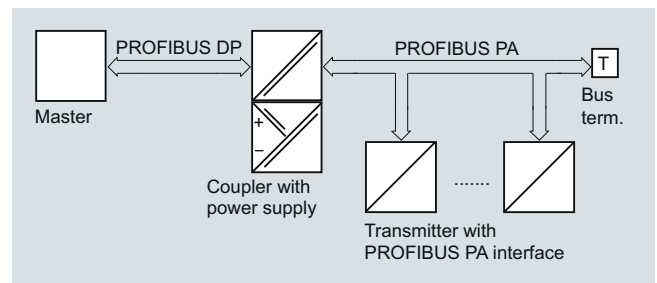 PROFIBUS DP
PROFIBUS PA
T
Master
Bus
term.
+
–
Coupler with
power supply
.......
Transmitter with
PROFIBUS PA interface